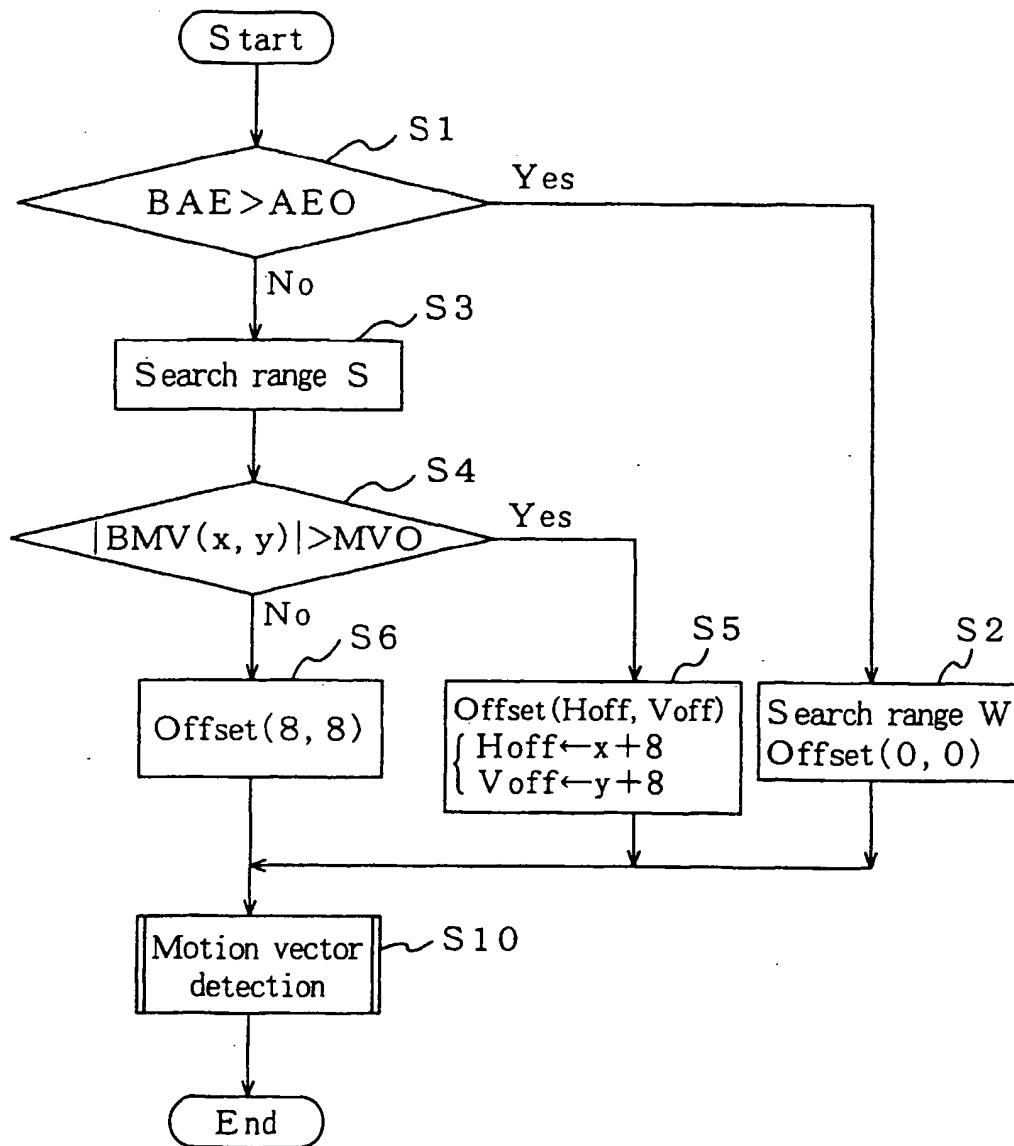 Start
S1
BAE>AEO
Yes
No
S3
Search range S
S4
|BMV(x, y)|>MVO
Yes
No
S6
Offset(8, 8)
S5
Offset(Hoff, Voff)
{ Hoff←x+8
Voff←y+8
S2
Search range W
Offset(0, 0)
S10
Motion vector
detection
End